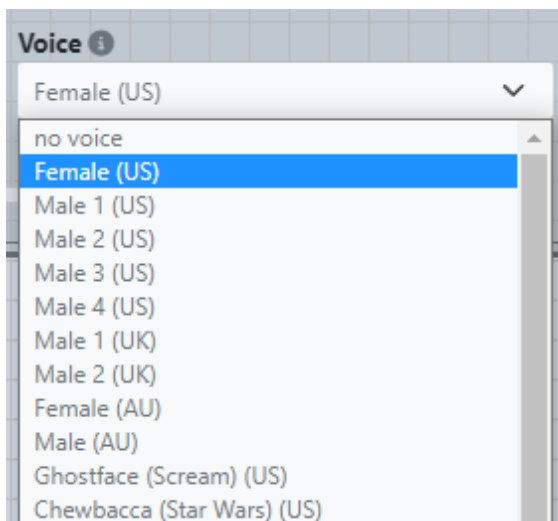 Voice
Female (US)
no voice
Female (US)
Male 1 (US)
Male 2 (US)
Male 3 (US)
Male 4 (US)
Male 1 (UK)
Male 2 (UK)
Female (AU)
Male (AU)
Ghostface (Scream) (US)
Chewbacca (Star Wars) (US)